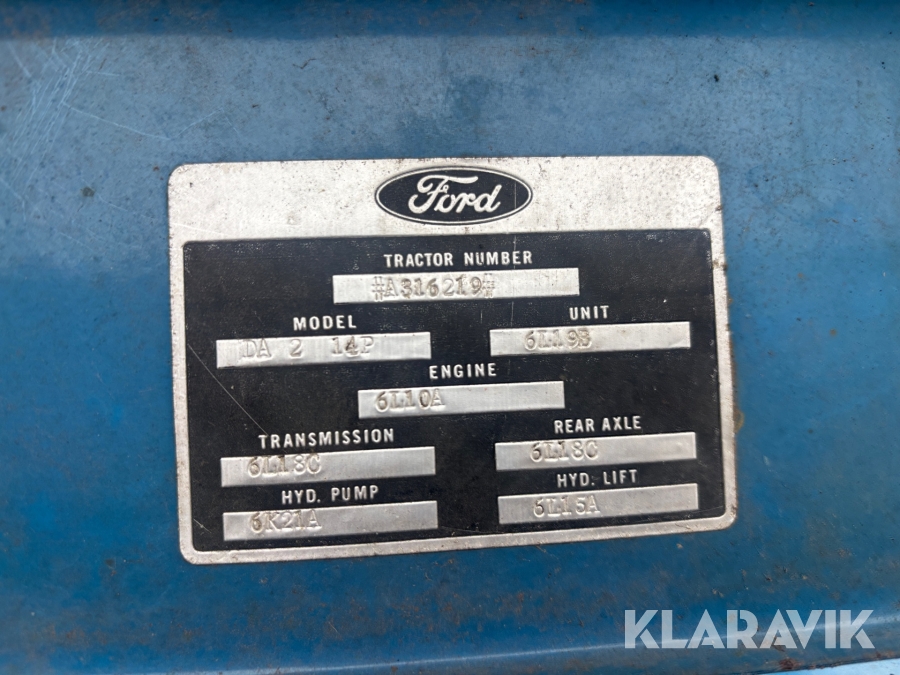 Ford
TRACTOR NUMBER
#A316219#
MODEL UNIT
DA 2 14P 6L19B
ENGINE
6L10A
TRANSMISSION REAR AXLE
6L18C 6L18C
HYD. PUMP HYD. LIFT
6K21A 6L15A
KLARAVIK